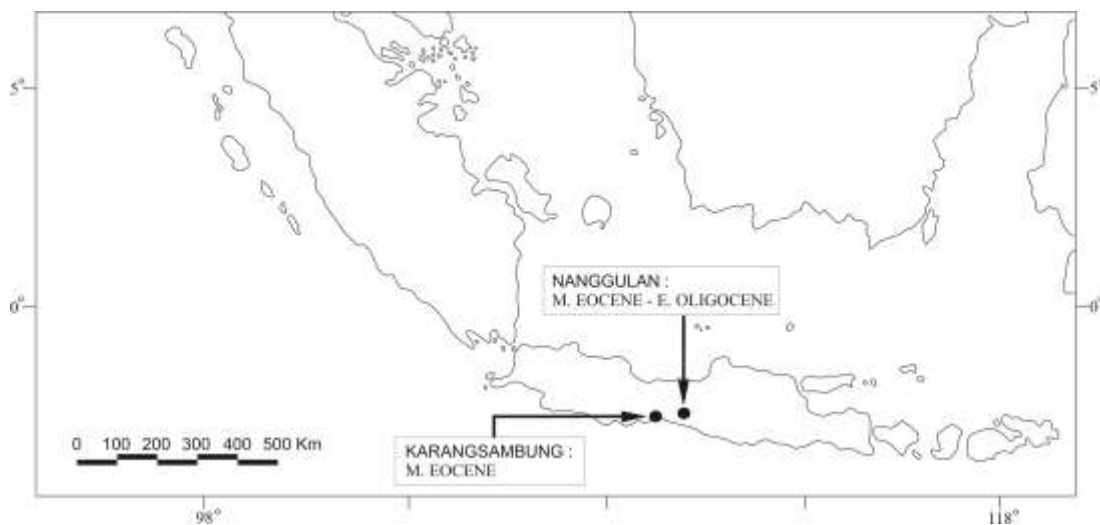 5°
5°
NANGGULAN :
M. EOCENE - E. OLIGOCENE
0°
0°
0 100 200 300 400 500 Km
KARANGSAMBUNG :
M. EOCENE
98°
118°